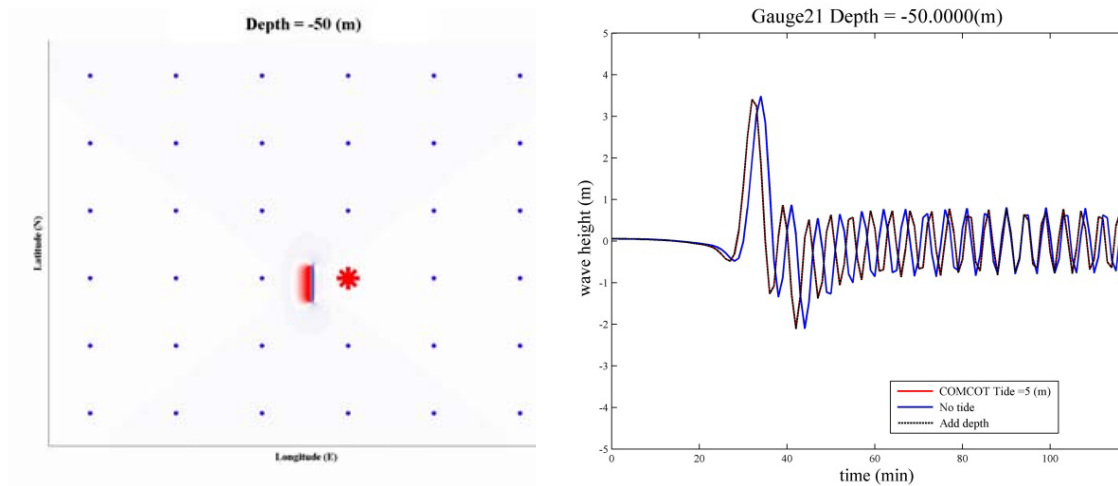 Depth = -50 (m)
Latitude (N)
Longitude (E)
Gauge21 Depth = -50.0000(m)
wave height (m)
5
4
3
2
1
0
-1
-2
-3
-4
-5
0
20
40
60
80
100
time (min)
COMCOT Tide =5 (m)
No tide
Add depth